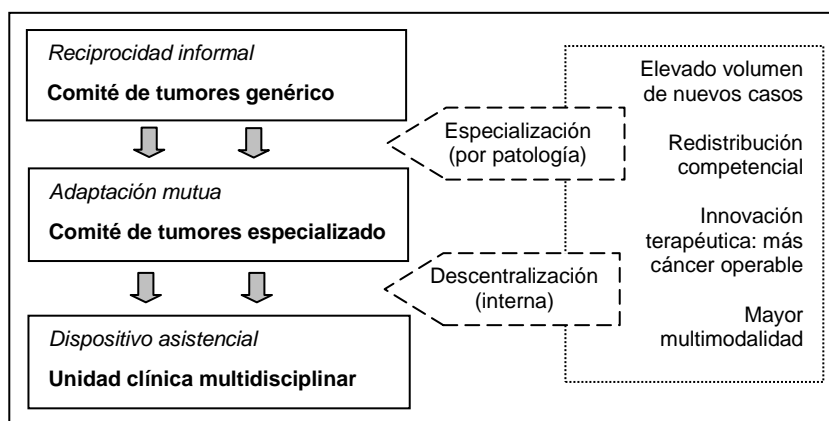 Reciprocidad informal
Comité de tumores genérico
Adaptación mutua
Comité de tumores especializado
Dispositivo asistencial
Unidad clínica multidisciplinar
Especialización
(por patología)
Descentralización
(interna)
Elevado volumen
de nuevos casos
Redistribución
competencial
Innovación
terapéutica: más
cáncer operable
Mayor
multimodalidad